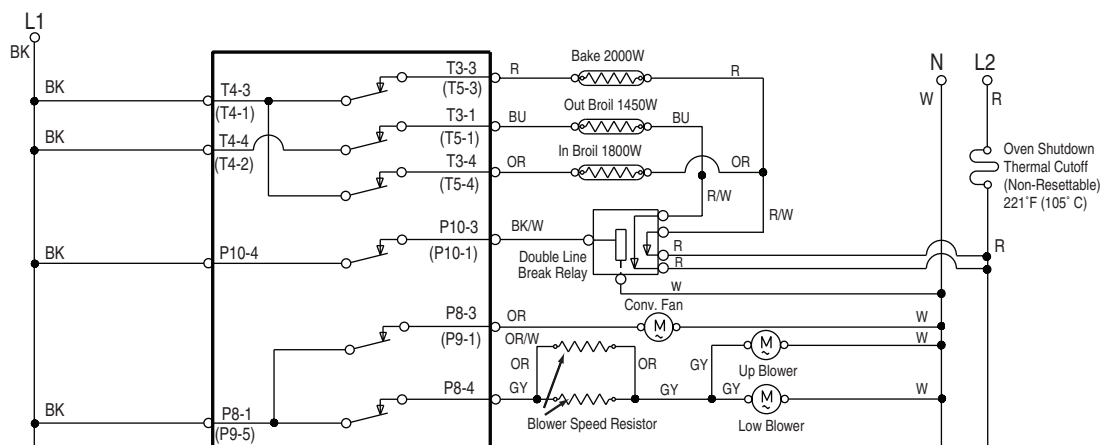 L1
BK
N
L2
W
R
BK
T4-3
(T4-1)
T3-3
(T5-3)
R
Bake 2000W
R
BK
T4-4
(T4-2)
T3-1
(T5-1)
BU
Out Broil 1450W
BU
T3-4
(T5-4)
OR
In Broil 1800W
OR
Oven Shutdown
Thermal Cutoff
(Non-Resettable)
221˚F (105˚ C)
R/W
R/W
BK
P10-4
P10-3
(P10-1)
BK/W
Double Line
Break Relay
R
R
R
W
P8-3
(P9-1)
OR
Conv. Fan
M
W
OR/W
OR
OR
M
W
Up Blower
GY
BK
P8-1
(P9-5)
P8-4
GY
GY
GY
M
W
Blower Speed Resistor
Low Blower